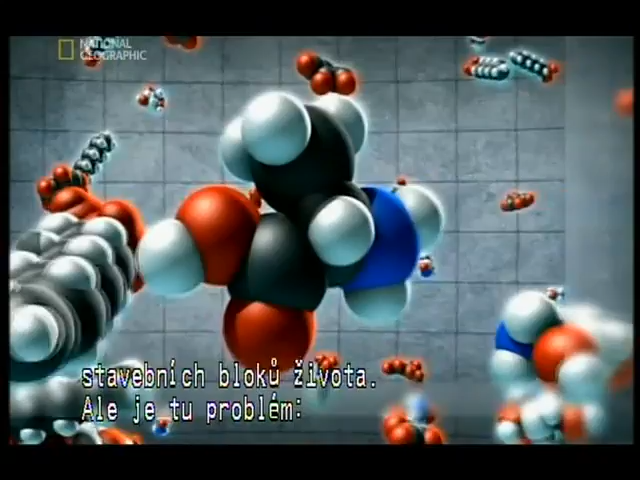 NATIONAL
GEOGRAPHIC
stavebních bloků života.
Ale je tu problém: